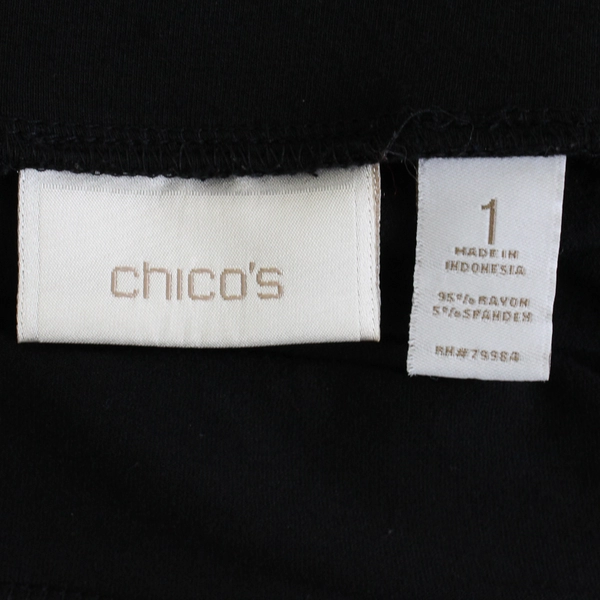 chico's
1
MADE IN
INDONESIA
95% RAYON
5% SPANDEX
RN# 79984